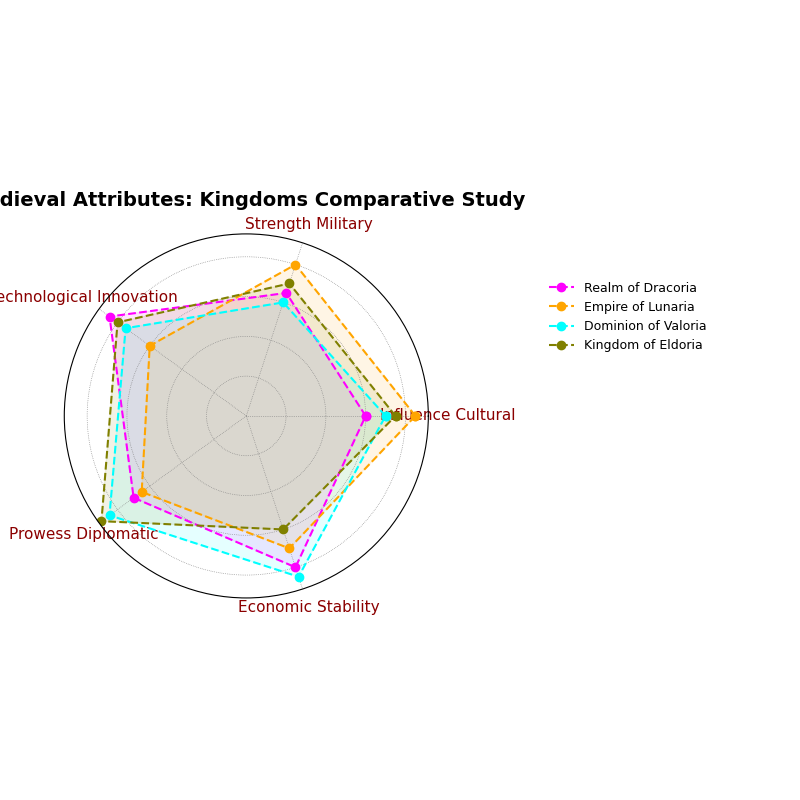 dieval Attributes: Kingdoms Comparative Study
Strength Military
echnological Innovation
Realm of Dracoria
Empire of Lunaria
Dominion of Valoria
Kingdom of Eldoria
Influence Cultural
Prowess Diplomatic
Economic Stability